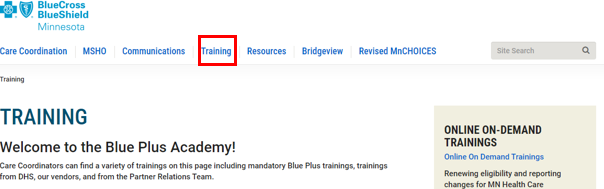 BlueCross
BlueShield
Minnesota
Care Coordination MSHO Communications Training Resources Bridgeview Revised MnCHOICES Site Search
Training
TRAINING
Welcome to the Blue Plus Academy!
Care Coordinators can find a variety of trainings on this page including mandatory Blue Plus trainings, trainings
from DHS, our vendors, and from the Partner Relations Team.
ONLINE ON-DEMAND
TRAININGS
Online On Demand Trainings
Renewing eligibility and reporting
changes for MN Health Care